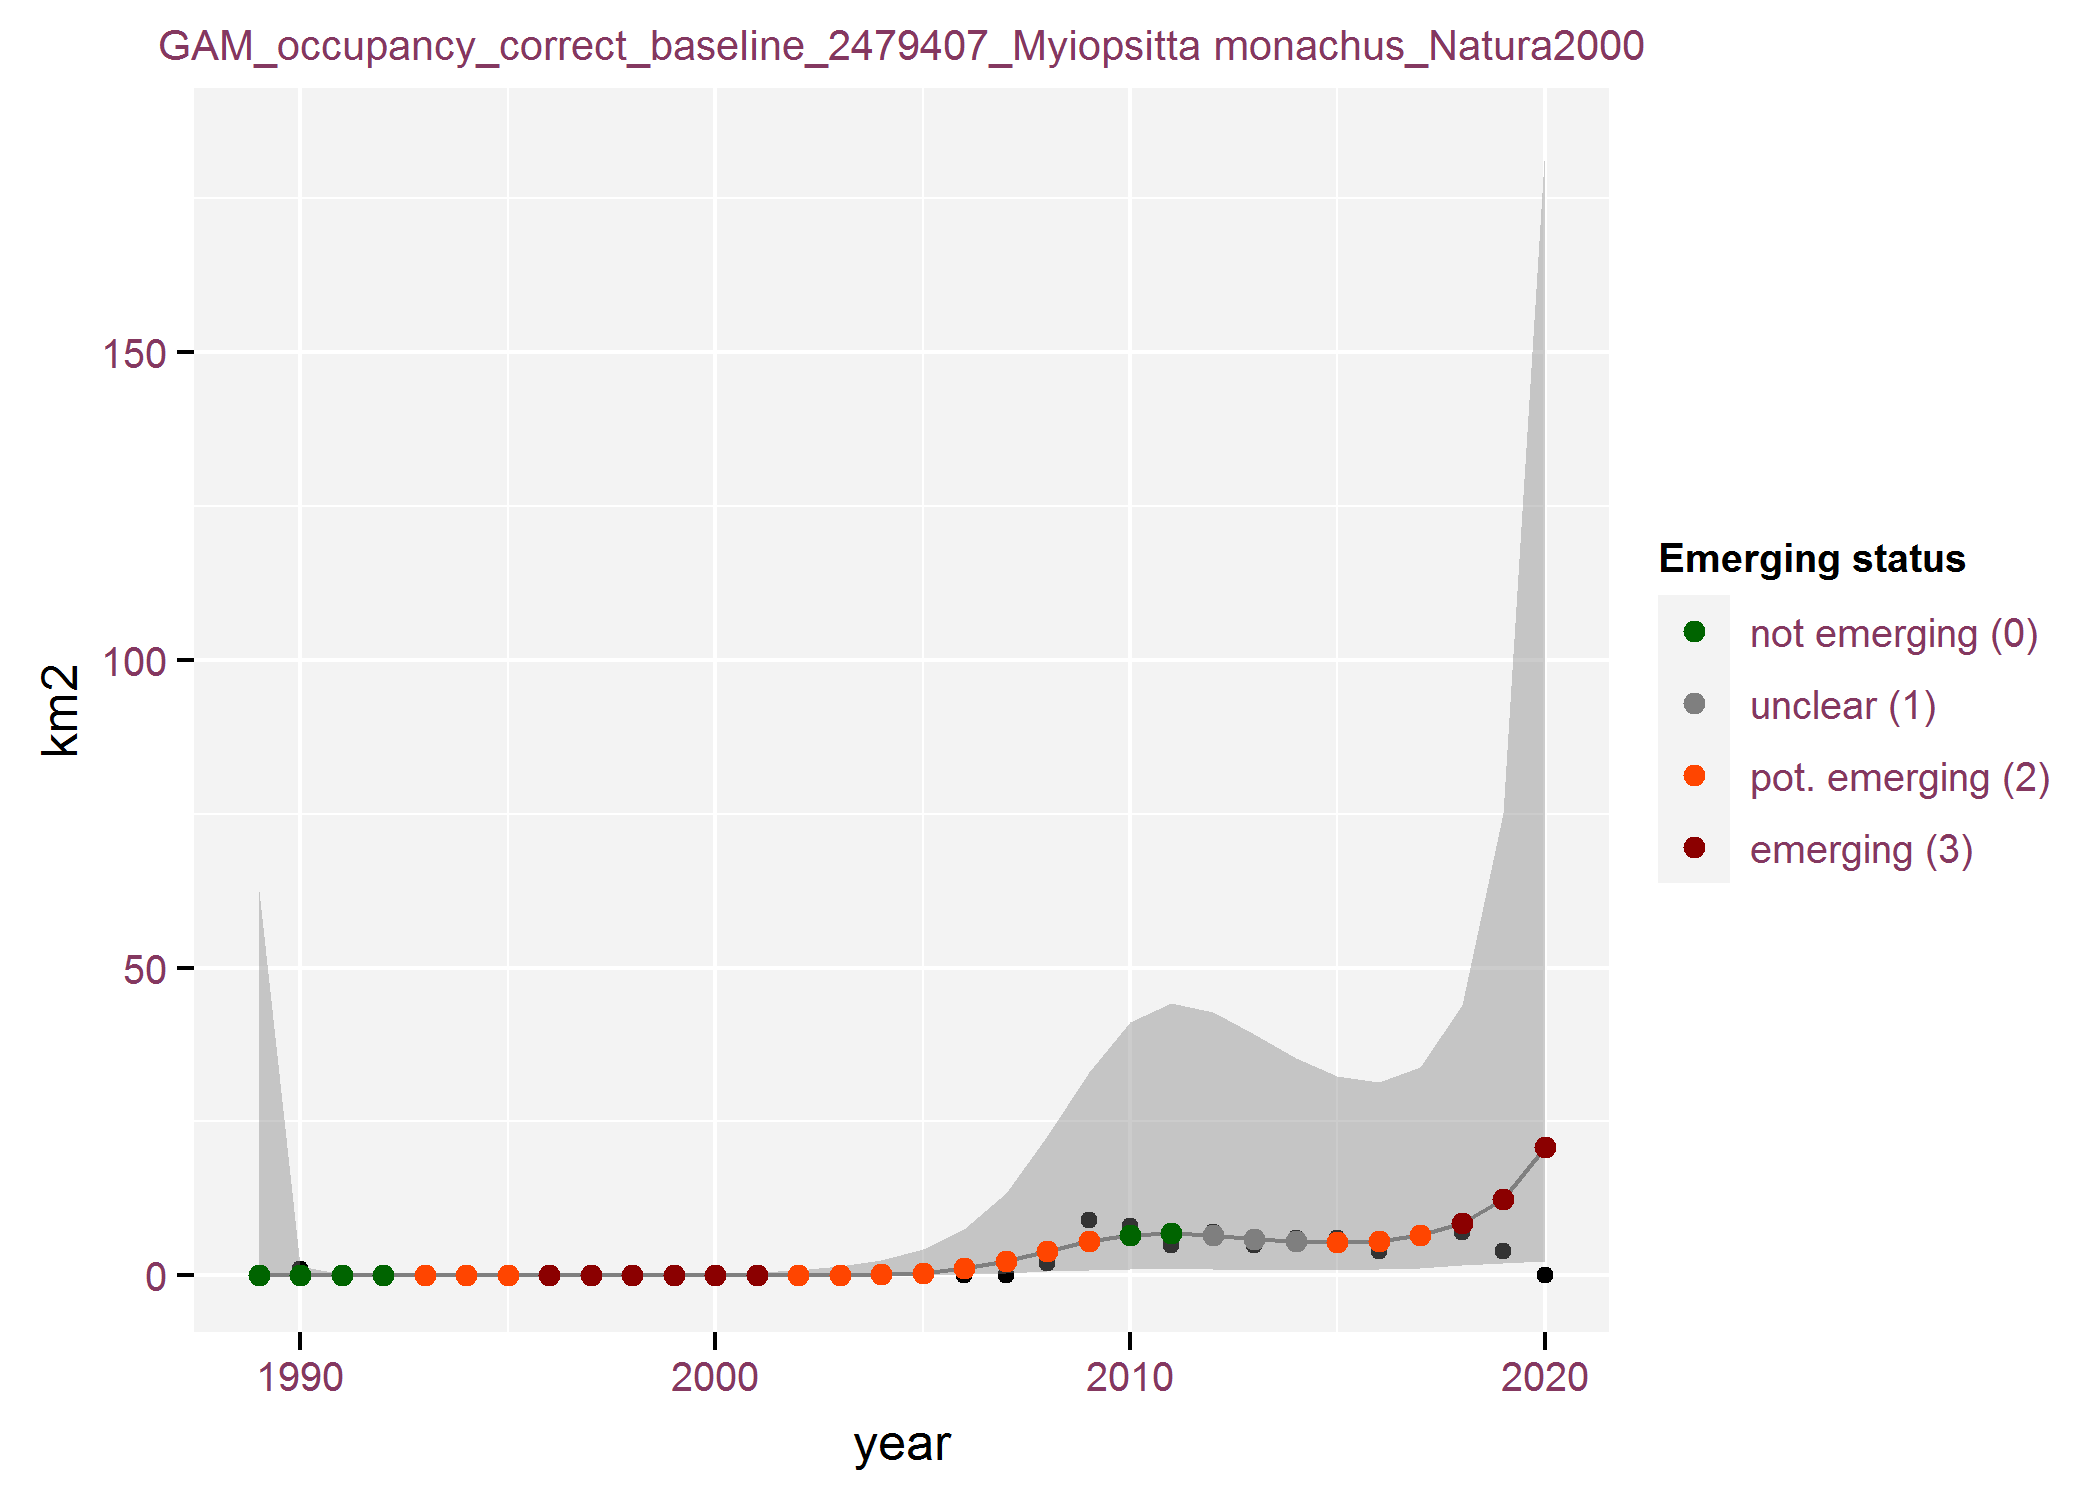 GAM_occupancy_correct_baseline_2479407_Myiopsitta monachus_Natura2000
150
100
50
0
km2
1990 2000 2010 2020
year
Emerging status
not emerging (0)
unclear (1)
pot. emerging (2)
emerging (3)